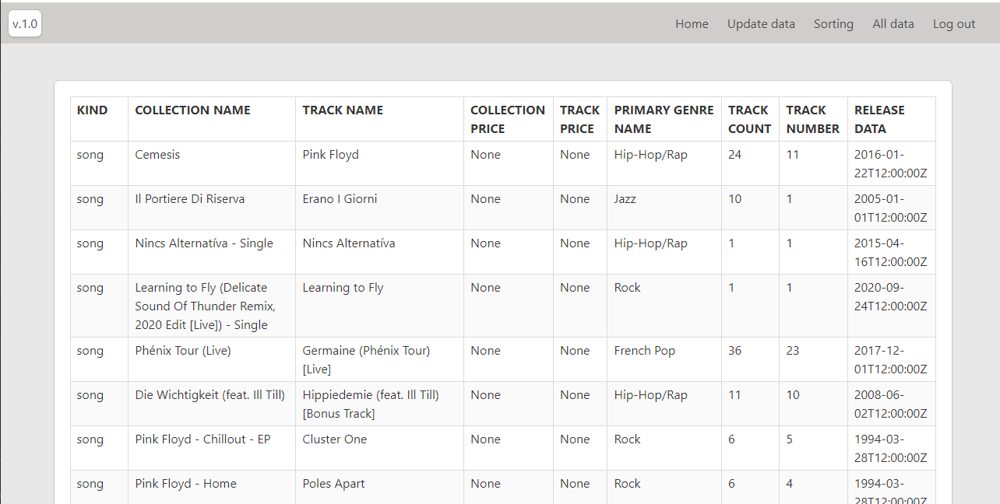 v.1.0 Home Update data Sorting All data Log out
KIND COLLECTION NAME TRACK NAME COLLECTION PRICE TRACK PRICE PRIMARY GENRE NAME TRACK COUNT TRACK NUMBER RELEASE DATA
song Cemesis Pink Floyd None None Hip-Hop/Rap 24 11 2016-01-22T12:00:00Z
song Il Portiere Di Riserva Erano I Giorni None None Jazz 10 1 2005-01-01T12:00:00Z
song Nincs Alternatíva - Single Nincs Alternatíva None None Hip-Hop/Rap 1 1 2015-04-16T12:00:00Z
song Learning to Fly (Delicate Sound Of Thunder Remix, 2020 Edit [Live]) - Single Learning to Fly None None Rock 1 1 2020-09-24T12:00:00Z
song Phénix Tour (Live) Germaine (Phénix Tour) [Live] None None French Pop 36 23 2017-12-01T12:00:00Z
song Die Wichtigkeit (feat. Ill Till) Hippiedemie (feat. Ill Till) [Bonus Track] None None Hip-Hop/Rap 11 10 2008-06-02T12:00:00Z
song Pink Floyd - Chillout - EP Cluster One None None Rock 6 5 1994-03-28T12:00:00Z
song Pink Floyd - Home Poles Apart None None Rock 6 4 1994-03-28T12:00:00Z